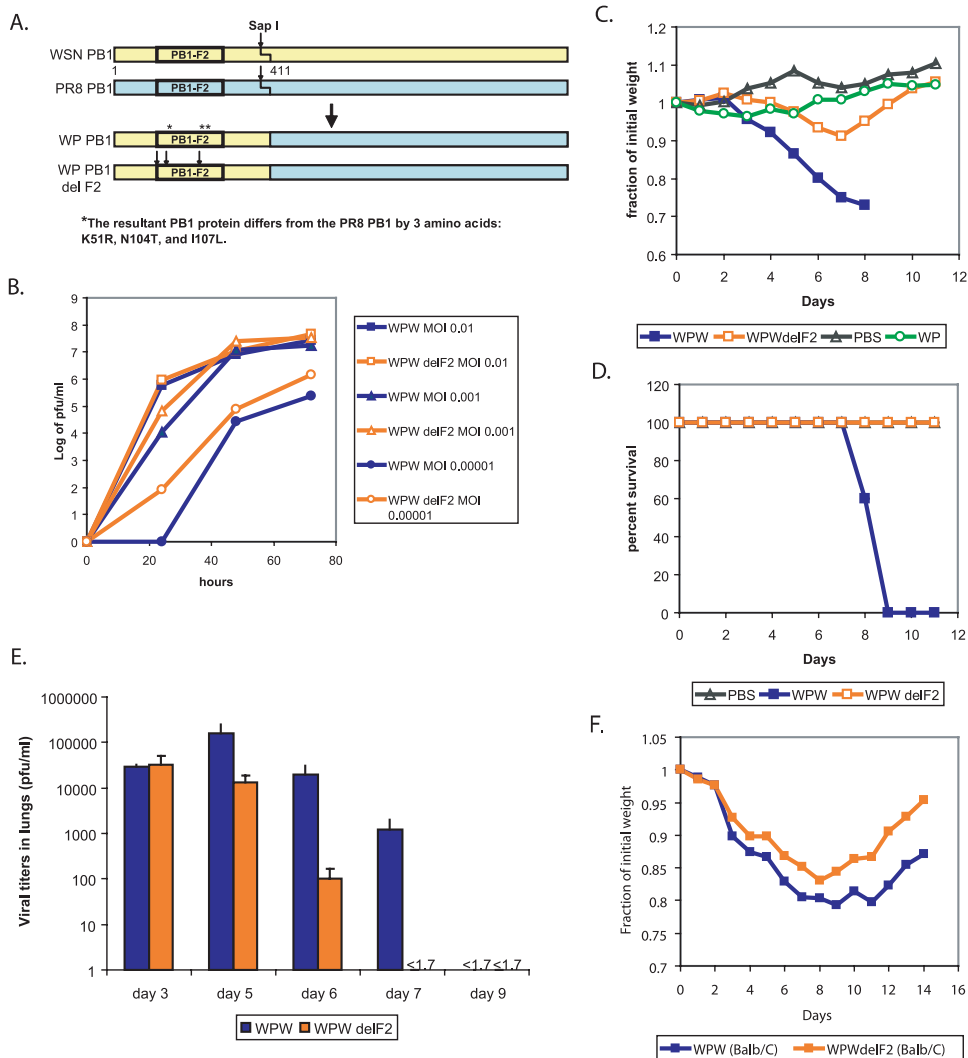 A.
Sap I
WSN PB1
PB1-F2
1
411
PR8 PB1
PB1-F2
* **
WP PB1
PB1-F2
WP PB1
del F2
PB1-F2
*The resultant PB1 protein differs from the PR8 PB1 by 3 amino acids:
K51R, N104T, and I107L.
B.
Log of pfu/ml
9
8
7
6
5
4
3
2
1
0
0 20 40 60 80
hours
WPW MOI 0.01
WPW delF2 MOI 0.01
WPW MOI 0.001
WPW delF2 MOI 0.001
WPW MOI 0.00001
WPW delF2 MOI
0.00001
C.
fraction of initial weight
1.2
1.1
1
0.9
0.8
0.7
0.6
0 2 4 6 8 10 12
Days
WPW WPWdelF2 PBS WP
D.
percent survival
120
100
80
60
40
20
0
0 2 4 6 8 10 12
Days
PBS WPW WPW delF2
E.
Viral titers in lungs (pfu/ml)
1000000
100000
10000
1000
100
10
1
<1.7 <1.7 <1.7
day 3 day 5 day 6 day 7 day 9
WPW WPW delF2
F.
Fraction of initial weight
1.05
1
0.95
0.9
0.85
0.8
0.75
0.7
0 2 4 6 8 10 12 14 16
Days
WPW (Balb/C) WPWdelF2 (Balb/C)